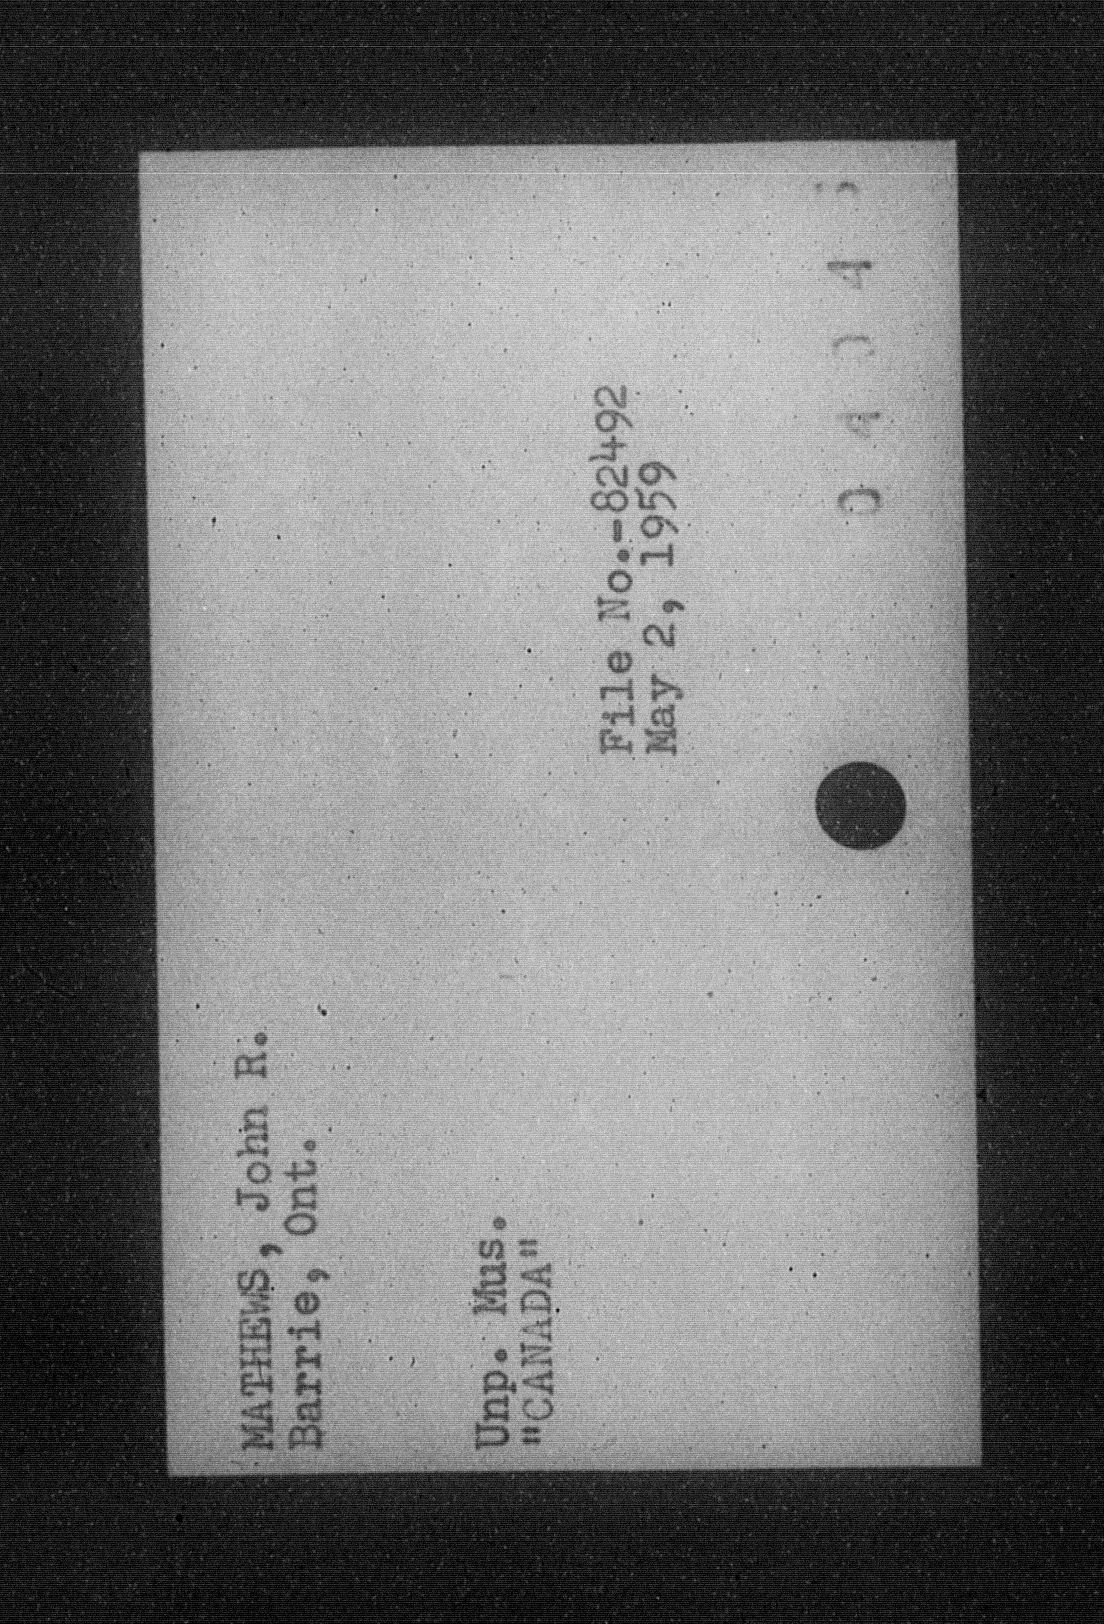 MATHEWS, John R.
Barrie, Ont.
Unp. Mus.
"CANADA"
File No.-82492
May 2, 1959